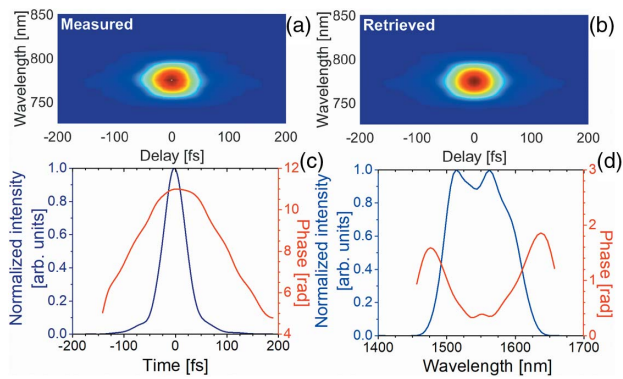 Measured (a)
Wavelength [nm]
850
800
750
-200 -100 0 100 200
Delay [fs]
Retrieved (b)
Wavelength [nm]
850
800
750
-200 -100 0 100 200
Delay [fs]
(c)
Normalized intensity
[arb. units]
1.0
0.8
0.6
0.4
0.2
0.0
12
10
8
6
4
Phase [rad]
-200 -100 0 100 200
Time [fs]
(d)
Normalized intensity
[arb. units]
1.0
0.8
0.6
0.4
0.2
0.0
3
2
1
0
Phase [rad]
1400 1500 1600 1700
Wavelength [nm]